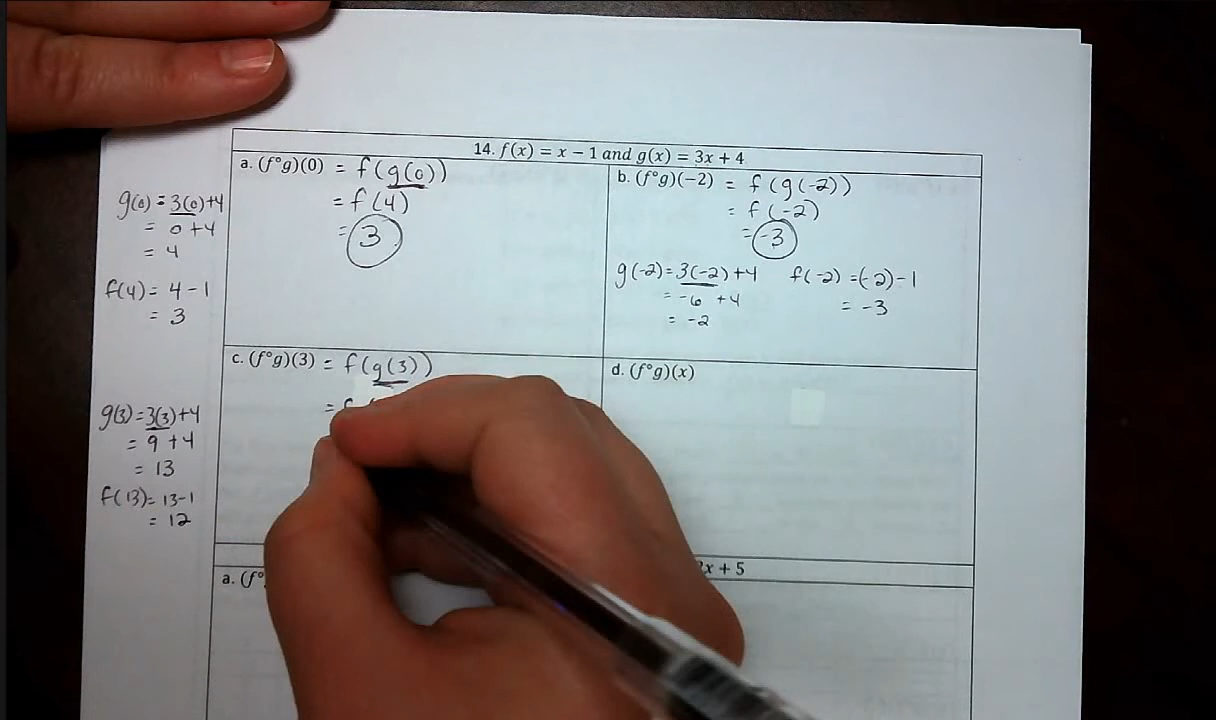 14. f(x) = x − 1 and g(x) = 3x + 4
a. (f°g)(0) = f(g(0))
= f(4)
= 3
g(0) = 3(0)+4
= 0+4
= 4
f(4) = 4-1
= 3
b. (f°g)(−2) = f(g(-2))
= f(-2)
= -3
g(-2) = 3(-2)+4
= -6 +4
= -2
f(-2) = (-2)-1
= -3
c. (f°g)(3) = f(g(3))
= f
g(3) = 3(3)+4
= 9 +4
= 13
f(13) = 13-1
= 12
d. (f°g)(x)
x + 5
a. (f°